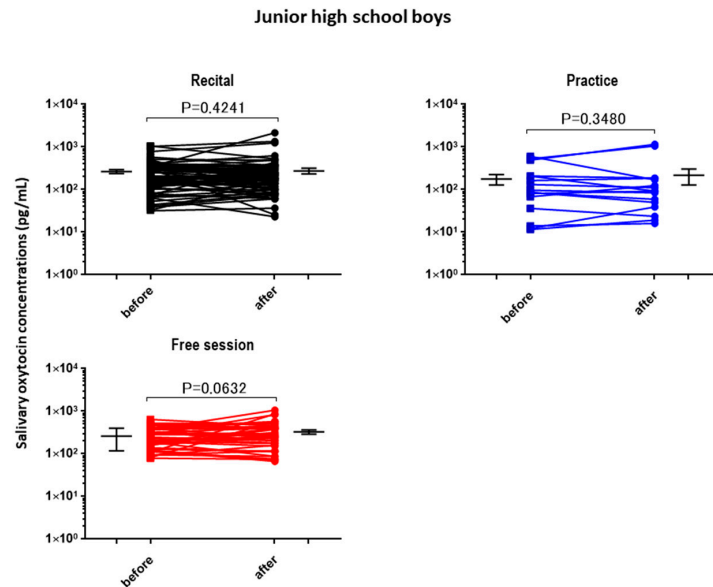 Junior high school boys
Salivary oxytocin concentrations (pg/mL)
Recital
P=0.4241
1×10⁴
1×10³
1×10²
1×10¹
1×10⁰
before
after
Practice
P=0.3480
1×10⁴
1×10³
1×10²
1×10¹
1×10⁰
before
after
Free session
P=0.0632
1×10⁴
1×10³
1×10²
1×10¹
1×10⁰
before
after